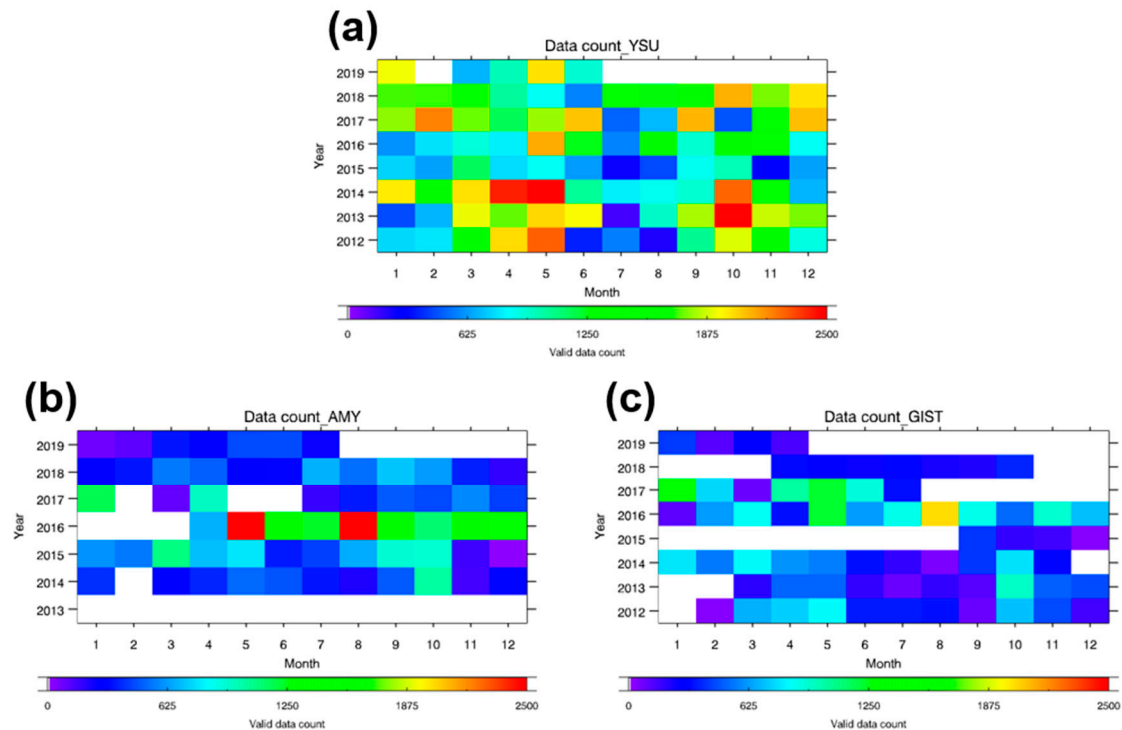 (a)
Data count_YSU
Year
2019
2018
2017
2016
2015
2014
2013
2012
1 2 3 4 5 6 7 8 9 10 11 12
Month
0 625 1250 1875 2500
Valid data count
(b)
Data count_AMY
Year
2019
2018
2017
2016
2015
2014
2013
1 2 3 4 5 6 7 8 9 10 11 12
Month
0 625 1250 1875 2500
Valid data count
(c)
Data count_GIST
Year
2019
2018
2017
2016
2015
2014
2013
2012
1 2 3 4 5 6 7 8 9 10 11 12
Month
0 625 1250 1875 2500
Valid data count